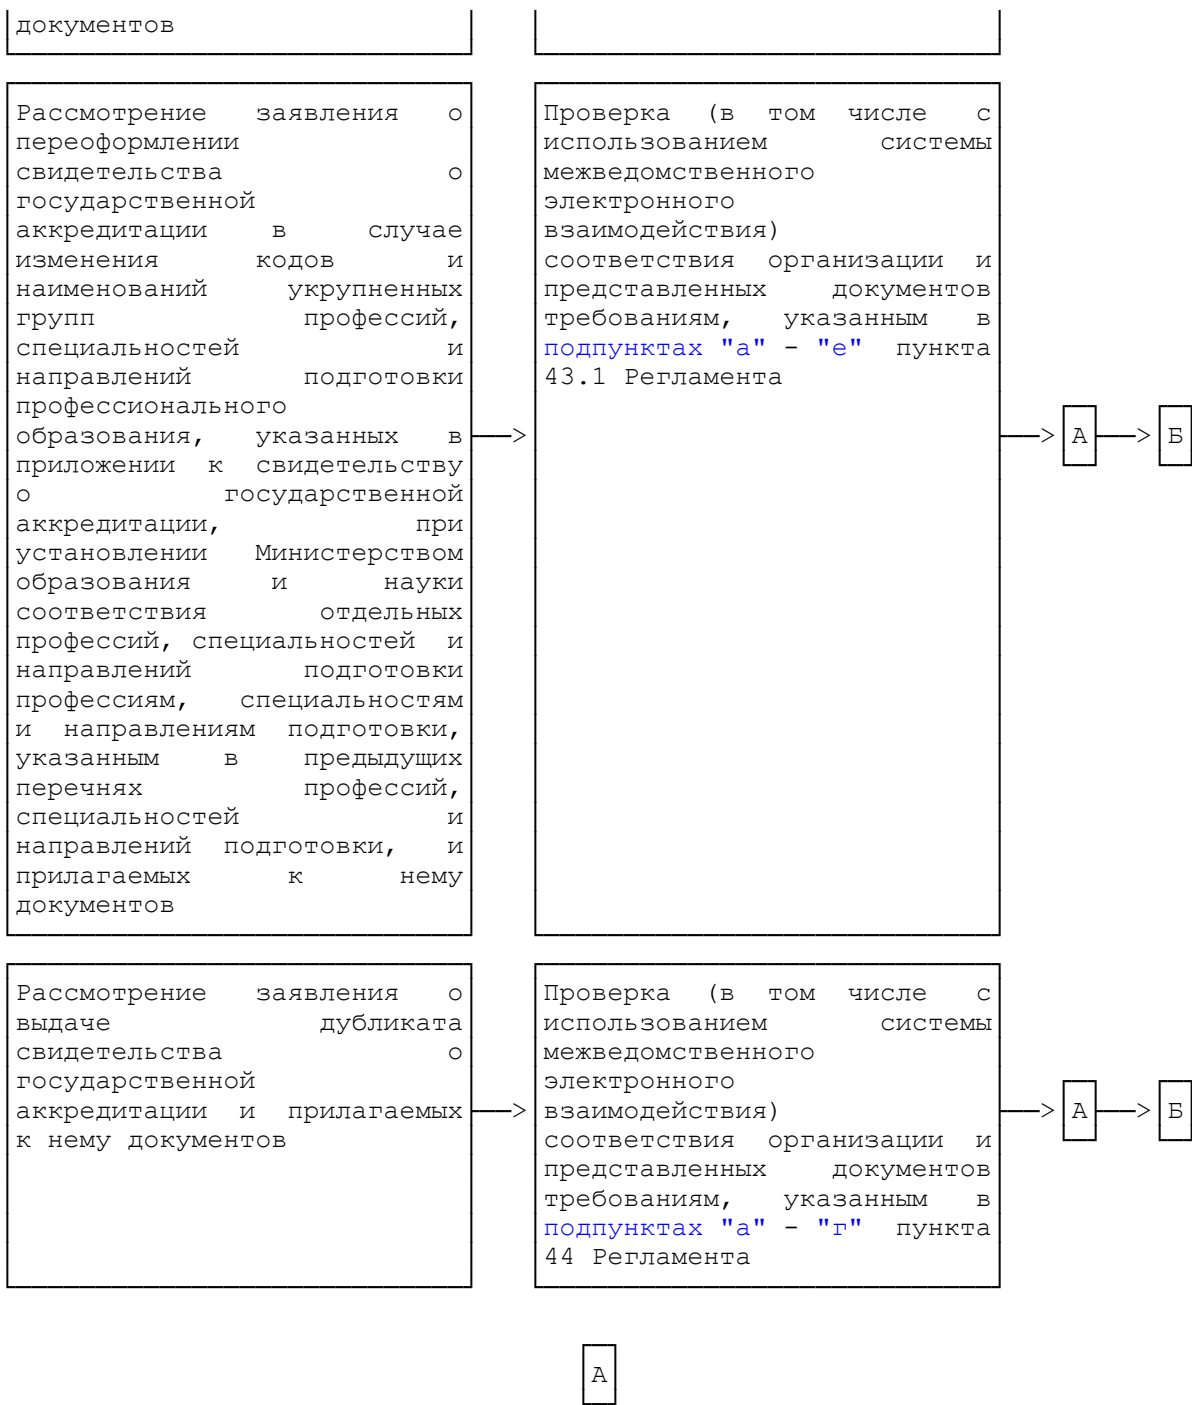 документов
Рассмотрение заявления о
переоформлении
свидетельства о
государственной
аккредитации в случае
изменения кодов и
наименований укрупненных
групп профессий,
специальностей и
направлений подготовки
профессионального
образования, указанных в
приложении к свидетельству
о государственной
аккредитации, при
установлении Министерством
образования и науки
соответствия отдельных
профессий, специальностей и
направлений подготовки
профессиям, специальностям
и направлениям подготовки,
указанным в предыдущих
перечнях профессий,
специальностей и
направлений подготовки, и
прилагаемых к нему
документов
Проверка (в том числе с
использованием системы
межведомственного
электронного
взаимодействия)
соответствия организации и
представленных документов
требованиям, указанным в
подпунктах "а" - "е" пункта
43.1 Регламента
А
Б
Рассмотрение заявления о
выдаче дубликата
свидетельства о
государственной
аккредитации и прилагаемых
к нему документов
Проверка (в том числе с
использованием системы
межведомственного
электронного
взаимодействия)
соответствия организации и
представленных документов
требованиям, указанным в
подпунктах "а" - "г" пункта
44 Регламента
А
Б
А